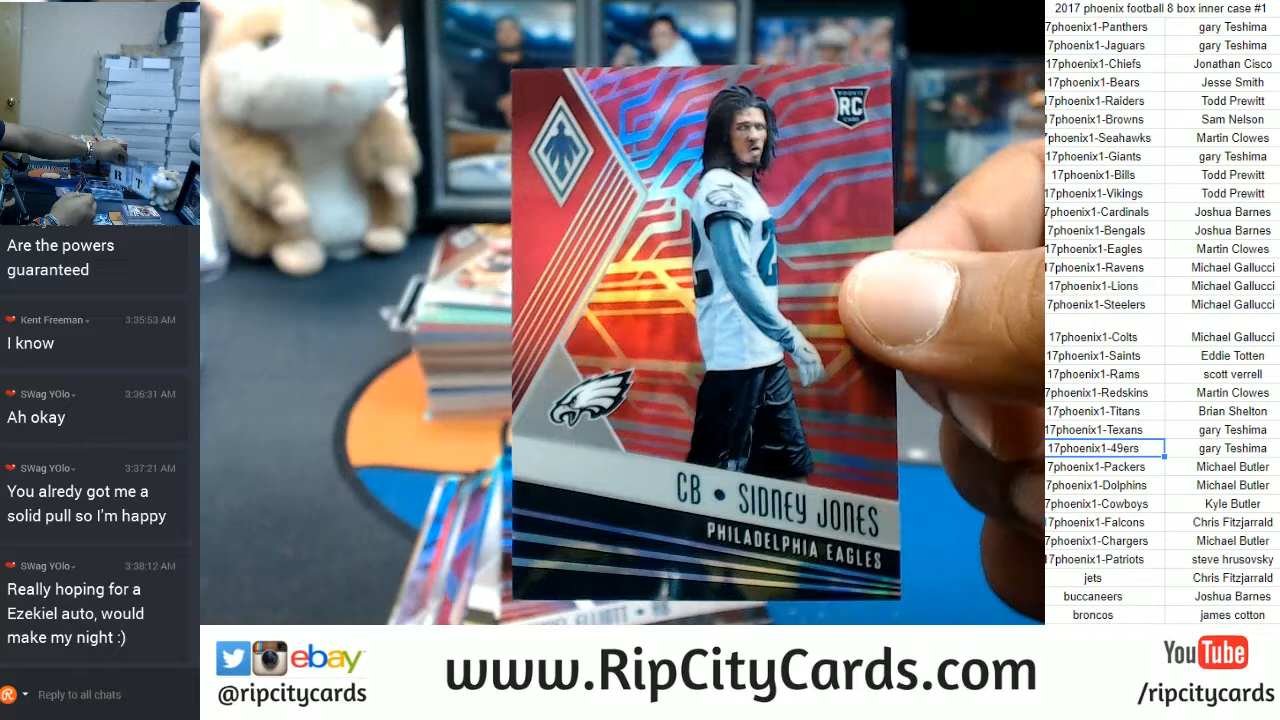 Are the powers
guaranteed
Kent Freeman 3:35:53 AM
I know
SWag YOlo 3:36:31 AM
Ah okay
SWag YOlo 3:37:21 AM
You alredy got me a
solid pull so I'm happy
SWag YOlo 3:38:12 AM
Really hoping for a
Ezekiel auto, would
make my night :)
Reply to all chats
RC
CB • SIDNEY JONES
PHILADELPHIA EAGLES
2017 phoenix football 8 box inner case #1
7phoenix1-Panthers gary Teshima
7phoenix1-Jaguars gary Teshima
17phoenix1-Chiefs Jonathan Cisco
17phoenix1-Bears Jesse Smith
17phoenix1-Raiders Todd Prewitt
7phoenix1-Browns Sam Nelson
phoenix1-Seahawks Martin Clowes
17phoenix1-Giants gary Teshima
17phoenix1-Bills Todd Prewitt
17phoenix1-Vikings Todd Prewitt
7phoenix1-Cardinals Joshua Barnes
7phoenix1-Bengals Joshua Barnes
17phoenix1-Eagles Martin Clowes
7phoenix1-Ravens Michael Gallucci
17phoenix1-Lions Michael Gallucci
7phoenix1-Steelers Michael Gallucci
17phoenix1-Colts Michael Gallucci
17phoenix1-Saints Eddie Totten
17phoenix1-Rams scott verrell
7phoenix1-Redskins Martin Clowes
17phoenix1-Titans Brian Shelton
17phoenix1-Texans gary Teshima
17phoenix1-49ers gary Teshima
7phoenix1-Packers Michael Butler
7phoenix1-Dolphins Michael Butler
7phoenix1-Cowboys Kyle Butler
17phoenix1-Falcons Chris Fitzjarrald
7phoenix1-Chargers Michael Butler
17phoenix1-Patriots steve hrusovsky
jets Chris Fitzjarrald
buccaneers Joshua Barnes
broncos james cotton
ebay
@ripcitycards
www.RipCityCards.com
YouTube
/ripcitycards